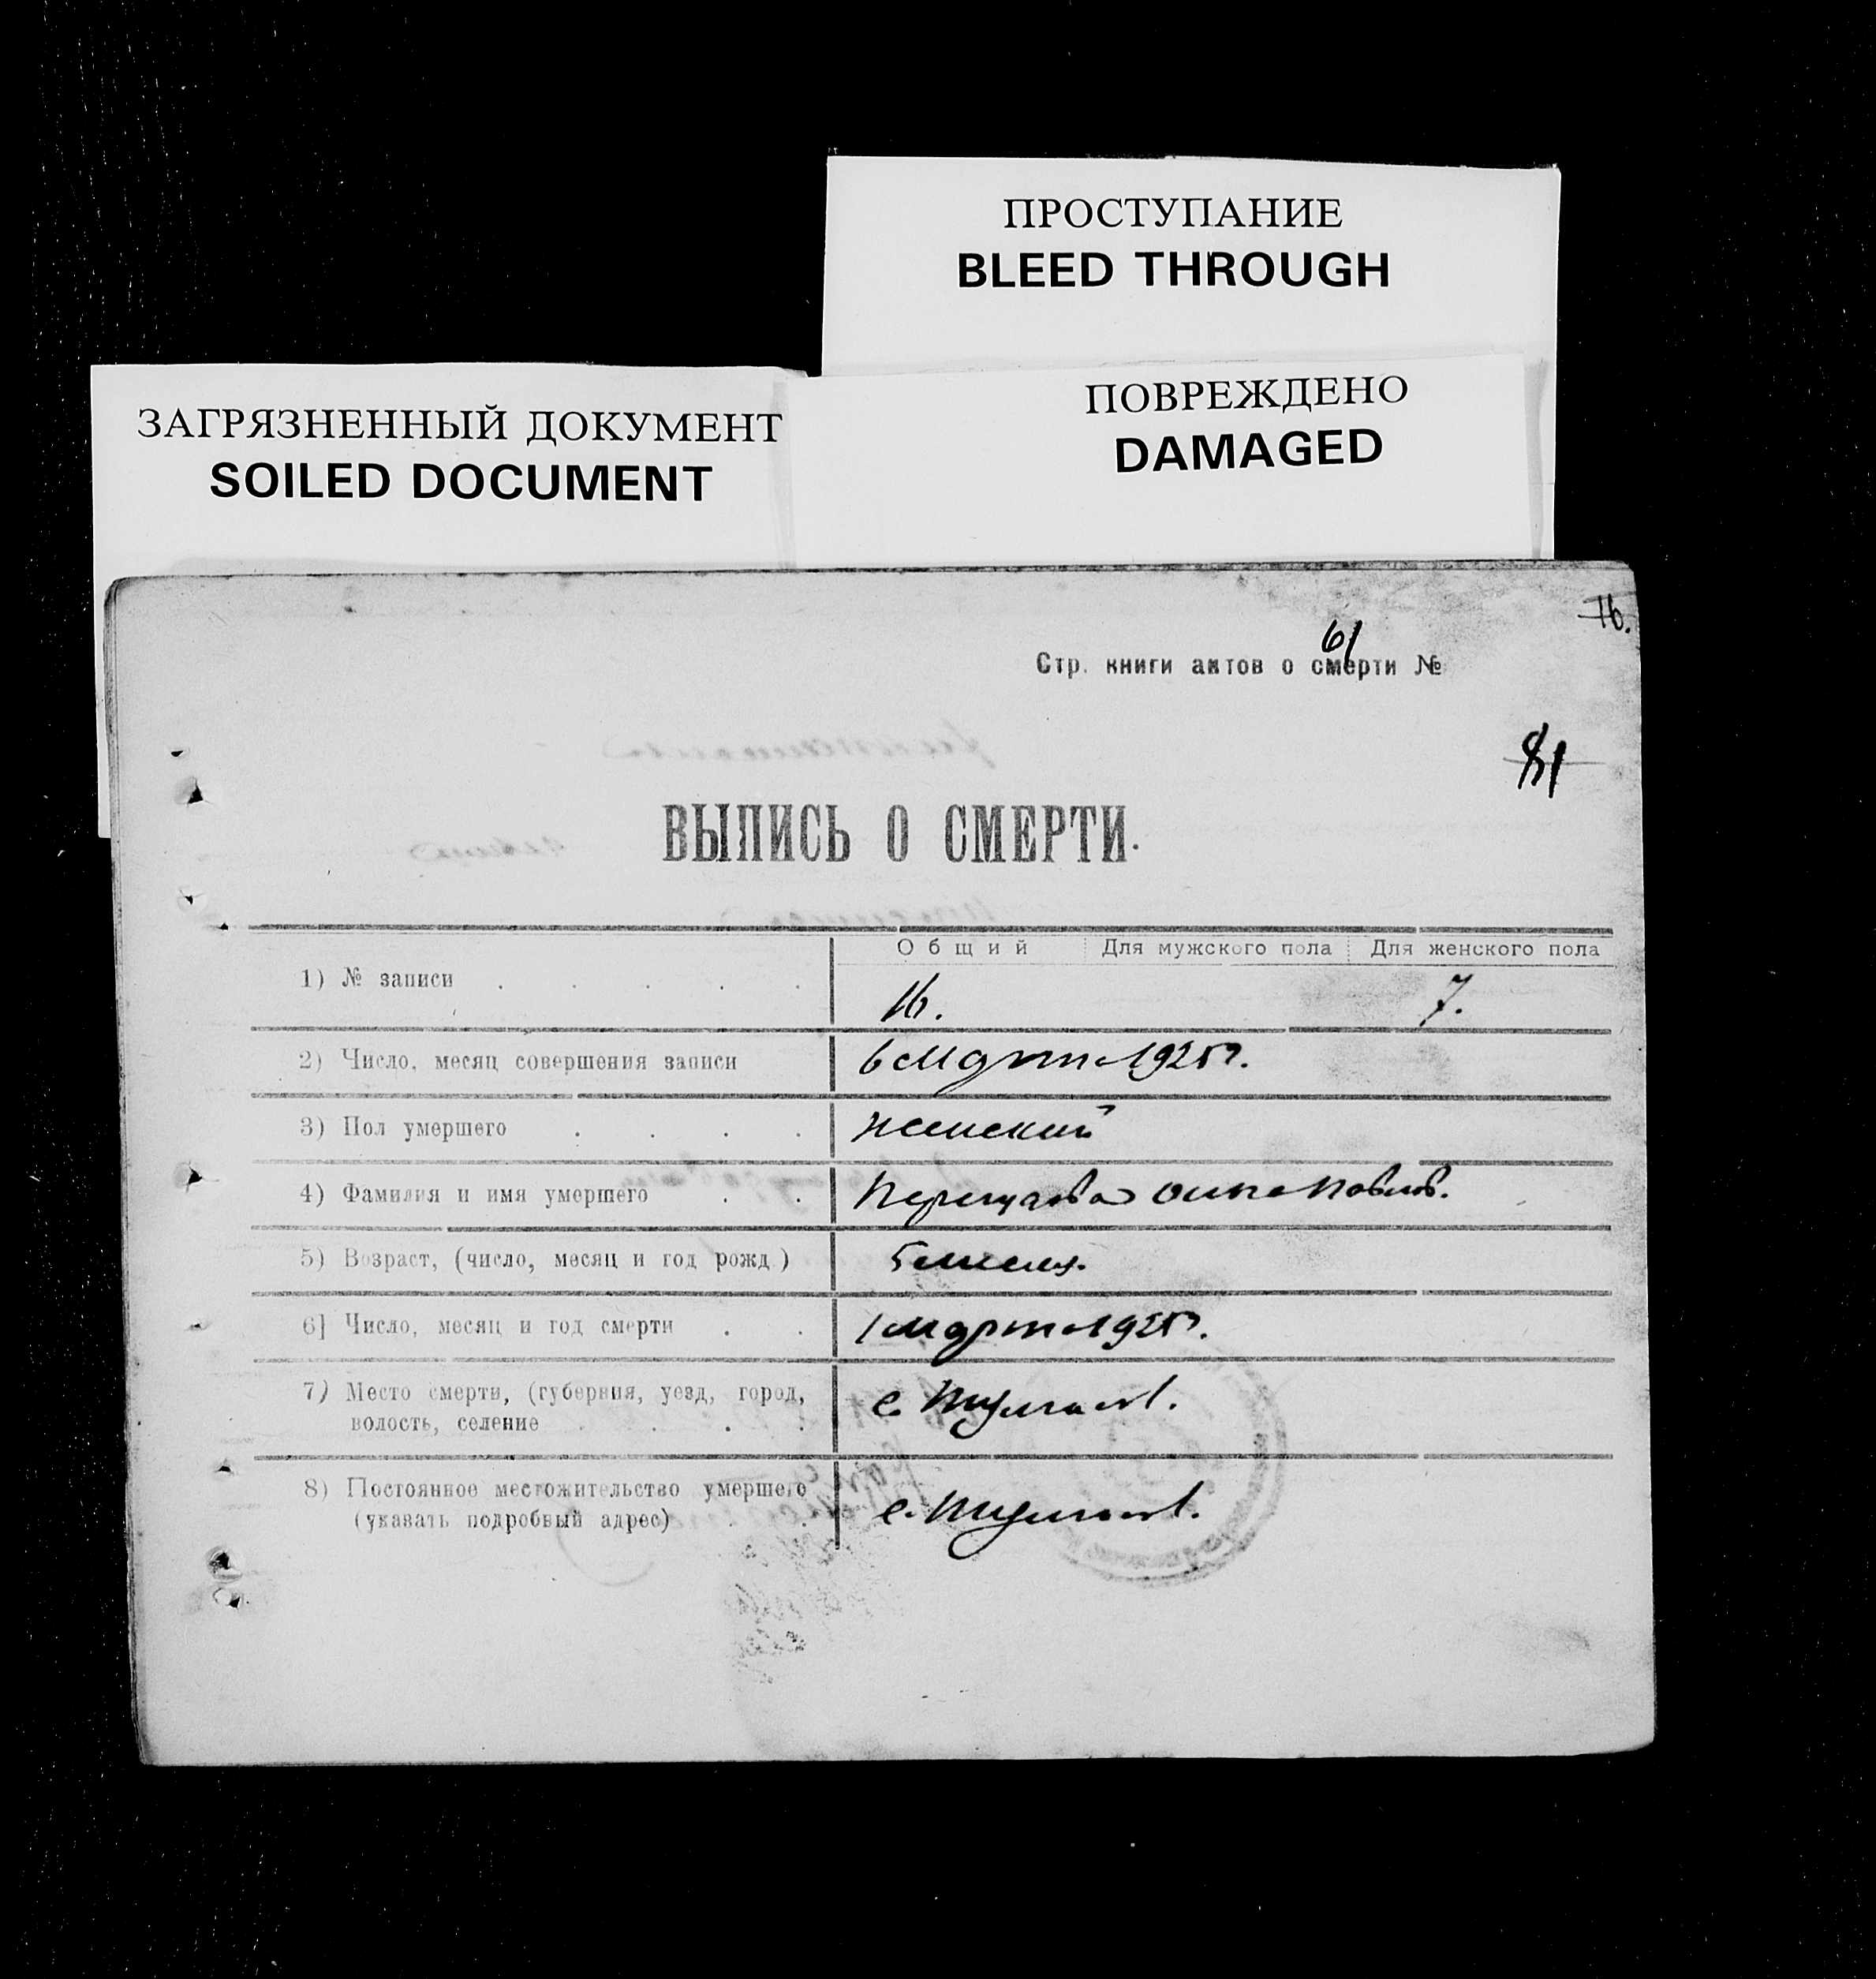 ПРОСТУПАНИЕ
BLEED THROUGH
ПОВРЕЖДЕНО
DAMAGED
ЗАГРЯЗНЕННЫЙ ДОКУМЕНТ
SOILED DOCUMENT
16.
61
Стр. книги актов о смерти №
81
ВЫПИСЬ О СМЕРТИ.
Общий Для мужского пола Для женского пола
1) № записи . . . . . 16. 7.
2) Число, месяц совершения записи 6 Марта 1925 г.
3) Пол умершего . . . . женский
4) Фамилия и имя умершего . .
5) Возраст, (число, месяц и год рожд) 5 месяц.
6] Число, месяц и год смерти . . 1 марта 1925 г.
7) Место смерти, (губерния, уезд, город, с.
волость, селение . . . .
8) Постоянное местожительство умершего с.
(указать подробный адрес) . .